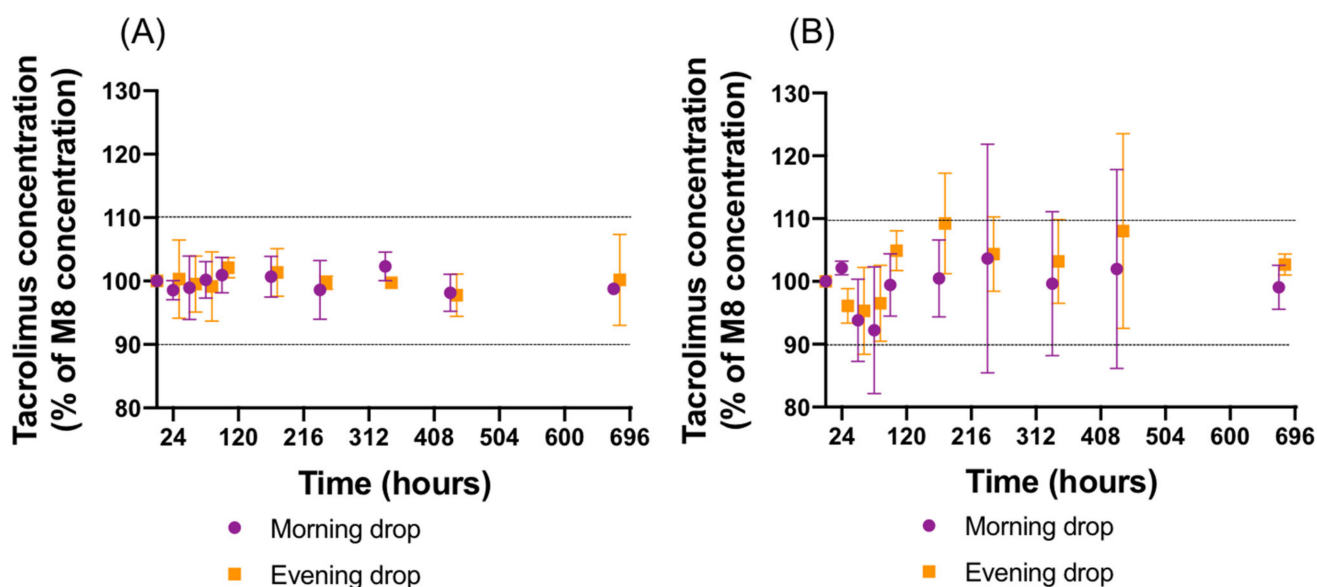 (A)
Tacrolimus concentration
(% of M8 concentration)
130
120
110
100
90
80
24 120 216 312 408 504 600 696
Time (hours)
Morning drop
Evening drop
(B)
Tacrolimus concentration
(% of M8 concentration)
130
120
110
100
90
80
24 120 216 312 408 504 600 696
Time (hours)
Morning drop
Evening drop